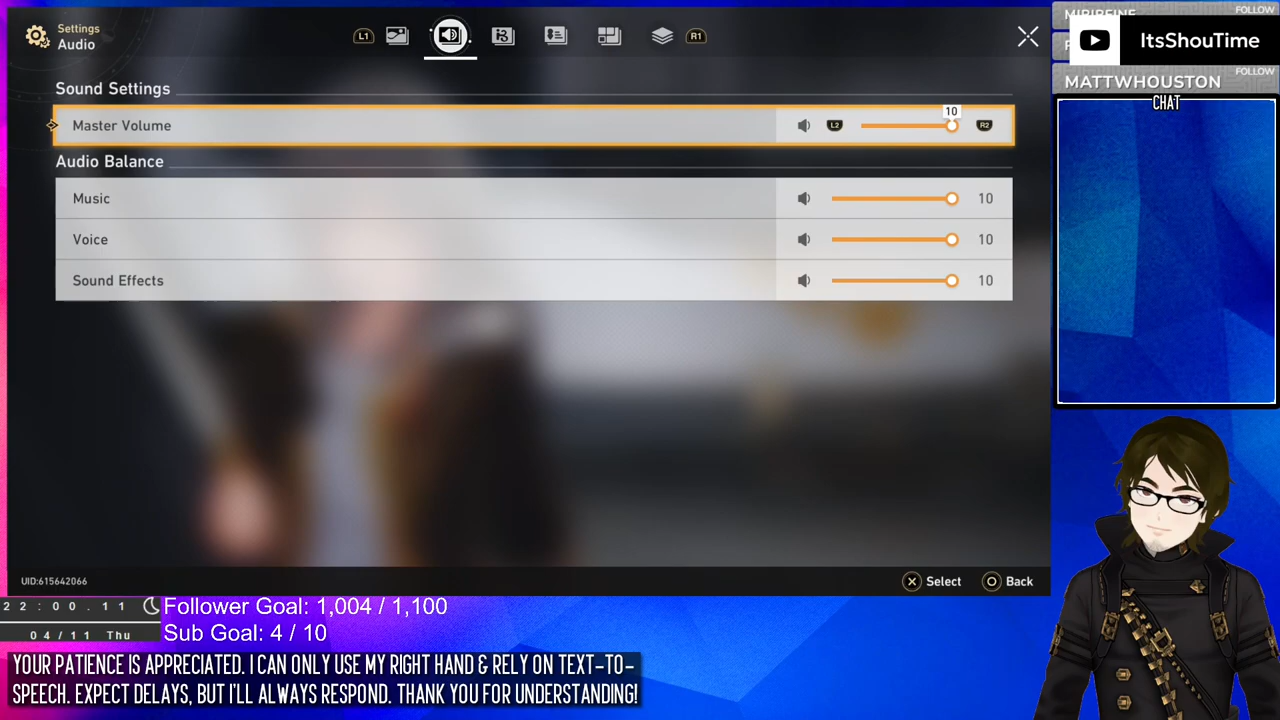 Settings
Audio
L1
R1
Sound Settings
Master Volume
L2
10
R2
Audio Balance
Music
10
Voice
10
Sound Effects
10
UID:615642066
Select
Back
FOLLOW
ItsShouTime
FOLLOW
MATTWHOUSTON
CHAT
22:00.11
04/11 Thu
Follower Goal: 1,004 / 1,100
Sub Goal: 4 / 10
YOUR PATIENCE IS APPRECIATED. I CAN ONLY USE MY RIGHT HAND & RELY ON TEXT-TO-
SPEECH. EXPECT DELAYS, BUT I'LL ALWAYS RESPOND. THANK YOU FOR UNDERSTANDING!